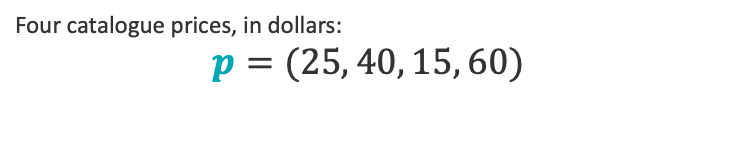 Four catalogue prices, in dollars:
p = (25, 40, 15, 60)